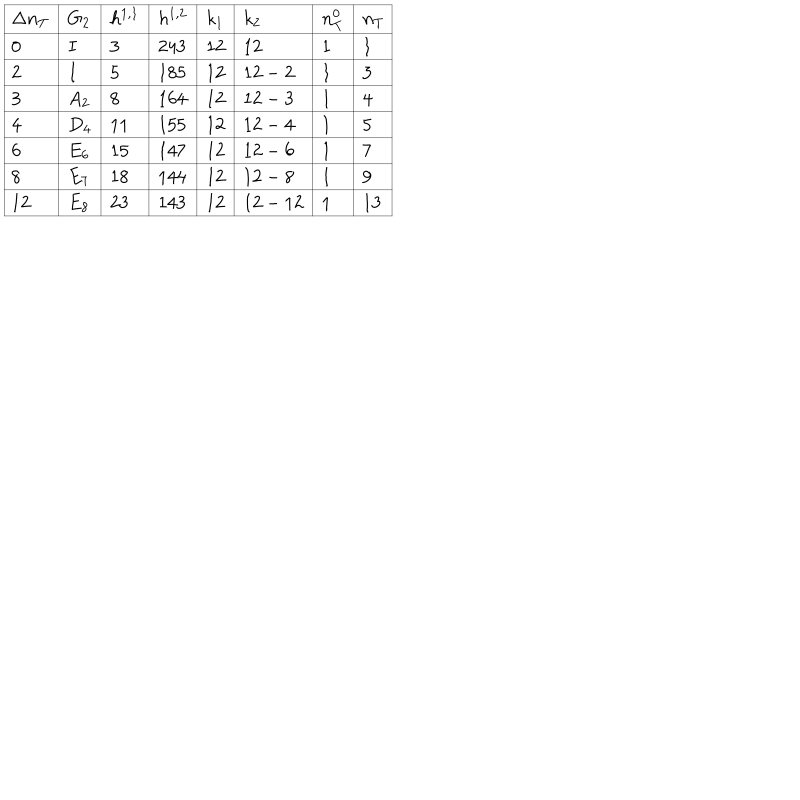 Δn_T G_2 h^{1,1} h^{1,2} k_1 k_2 n_T^0 n_T
0 I 3 243 12 12 1 1
2 1 5 185 12 12 - 2 1 3
3 A_2 8 164 12 12 - 3 1 4
4 D_4 11 155 12 12 - 4 1 5
6 E_6 15 147 12 12 - 6 1 7
8 E_7 18 144 12 12 - 8 1 9
12 E_8 23 143 12 12 - 12 1 13